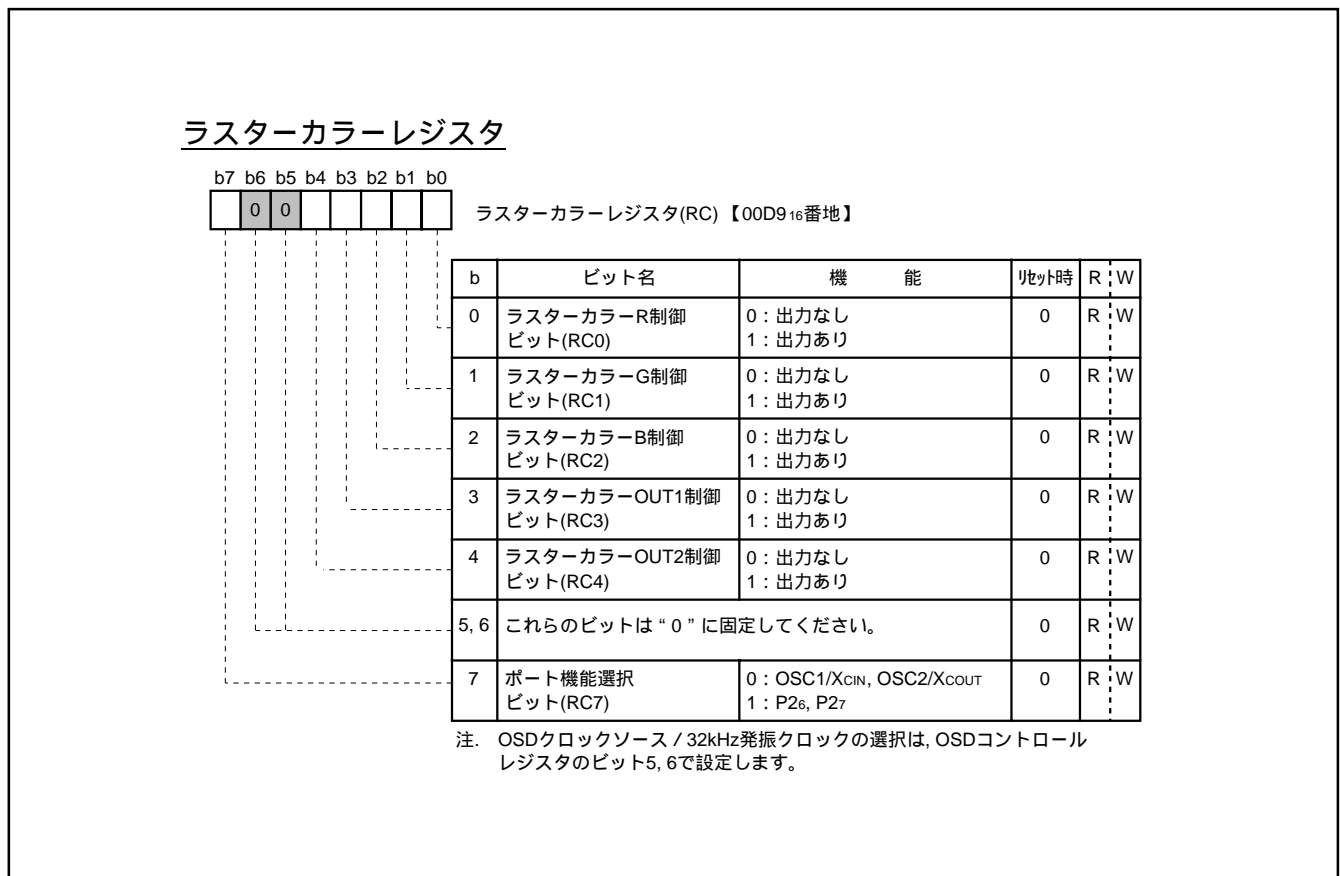 ラスターカラーレジスタ
b7 b6 b5 b4 b3 b2 b1 b0
0 0
ラスターカラーレジスタ(RC)【00D916番地】
b ビット名 機 能 リセット時 R W
0 ラスターカラーR制御 0：出力なし 0 R W
ビット(RC0) 1：出力あり
1 ラスターカラーG制御 0：出力なし 0 R W
ビット(RC1) 1：出力あり
2 ラスターカラーB制御 0：出力なし 0 R W
ビット(RC2) 1：出力あり
3 ラスターカラーOUT1制御 0：出力なし 0 R W
ビット(RC3) 1：出力あり
4 ラスターカラーOUT2制御 0：出力なし 0 R W
ビット(RC4) 1：出力あり
5, 6 これらのビットは“0”に固定してください。 0 R W
7 ポート機能選択 0：OSC1/XCIN, OSC2/XCOUT 0 R W
ビット(RC7) 1：P26, P27
注. OSDクロックソース／32kHz発振クロックの選択は, OSDコントロール
レジスタのビット5, 6で設定します。